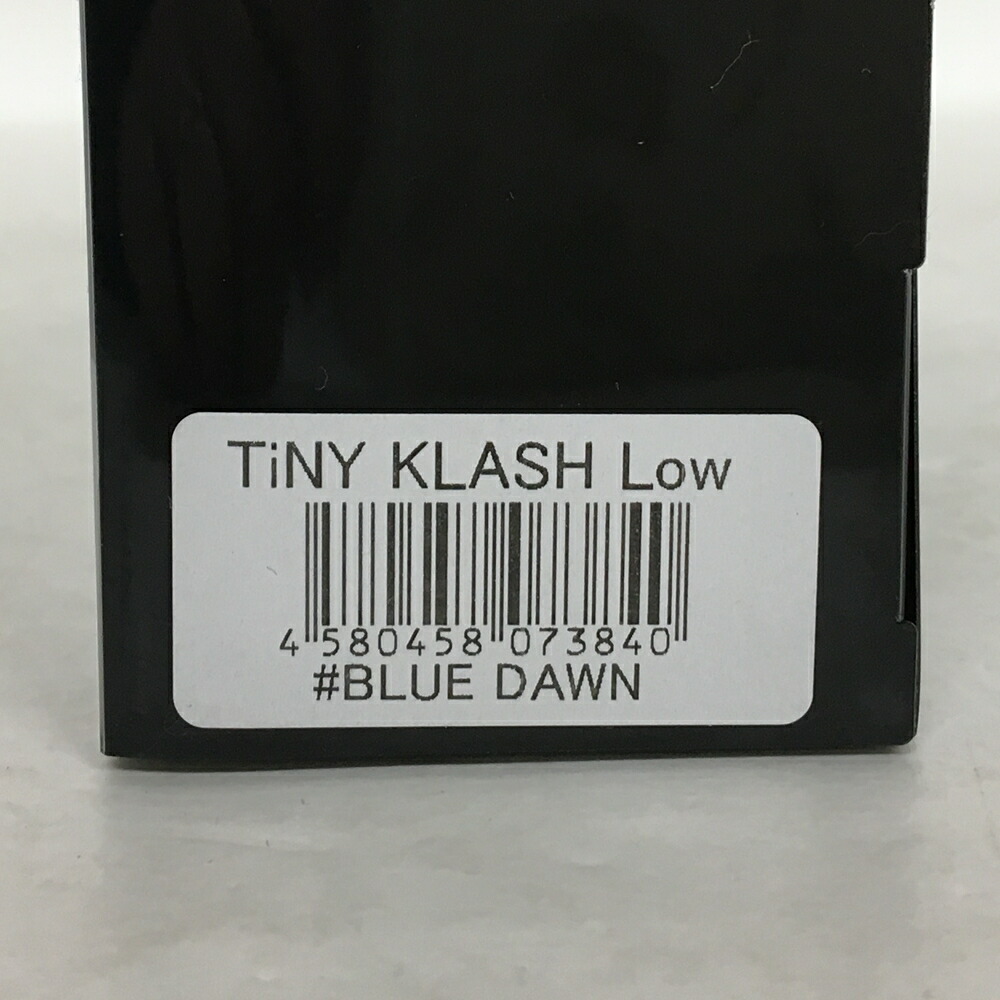 TiNY KLASH Low
4 580458 073840
#BLUE DAWN